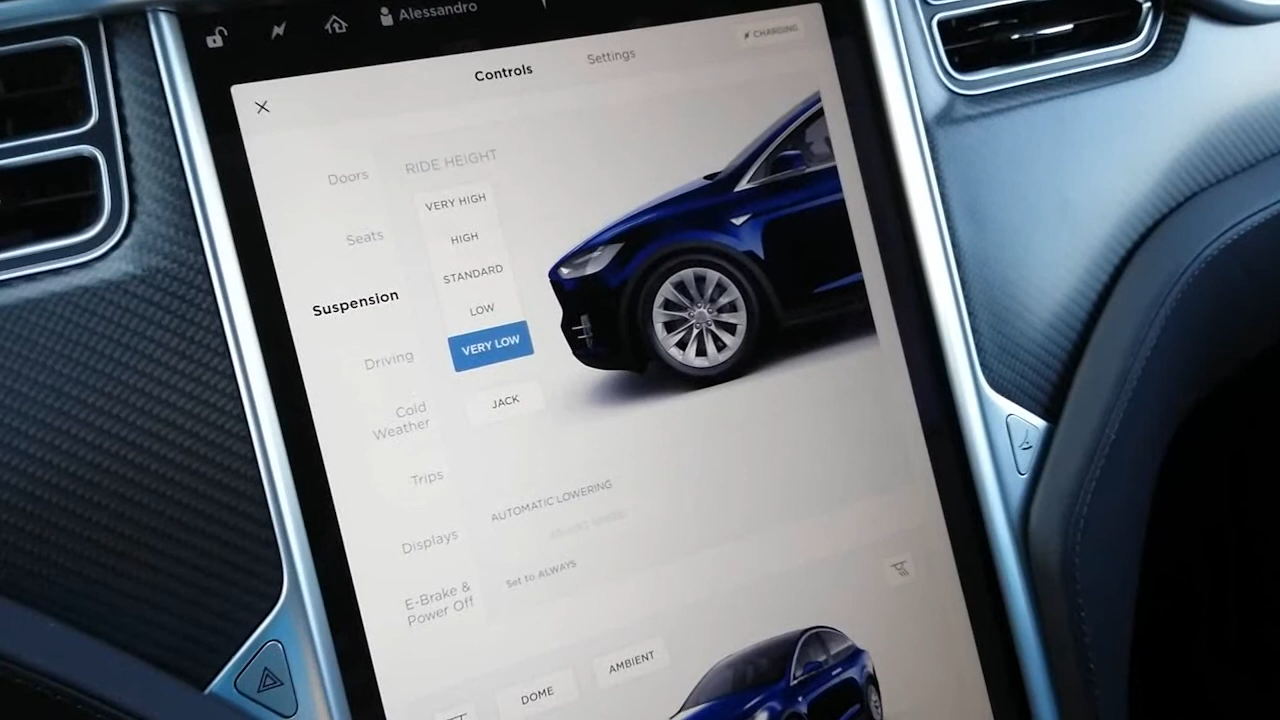 Alessandro
CHARGING
Controls
Settings
Doors
Seats
Suspension
Driving
Cold
Weather
Trips
Displays
E-Brake &
Power Off
RIDE HEIGHT
VERY HIGH
HIGH
STANDARD
LOW
VERY LOW
JACK
AUTOMATIC LOWERING
Set to ALWAYS
DOME
AMBIENT